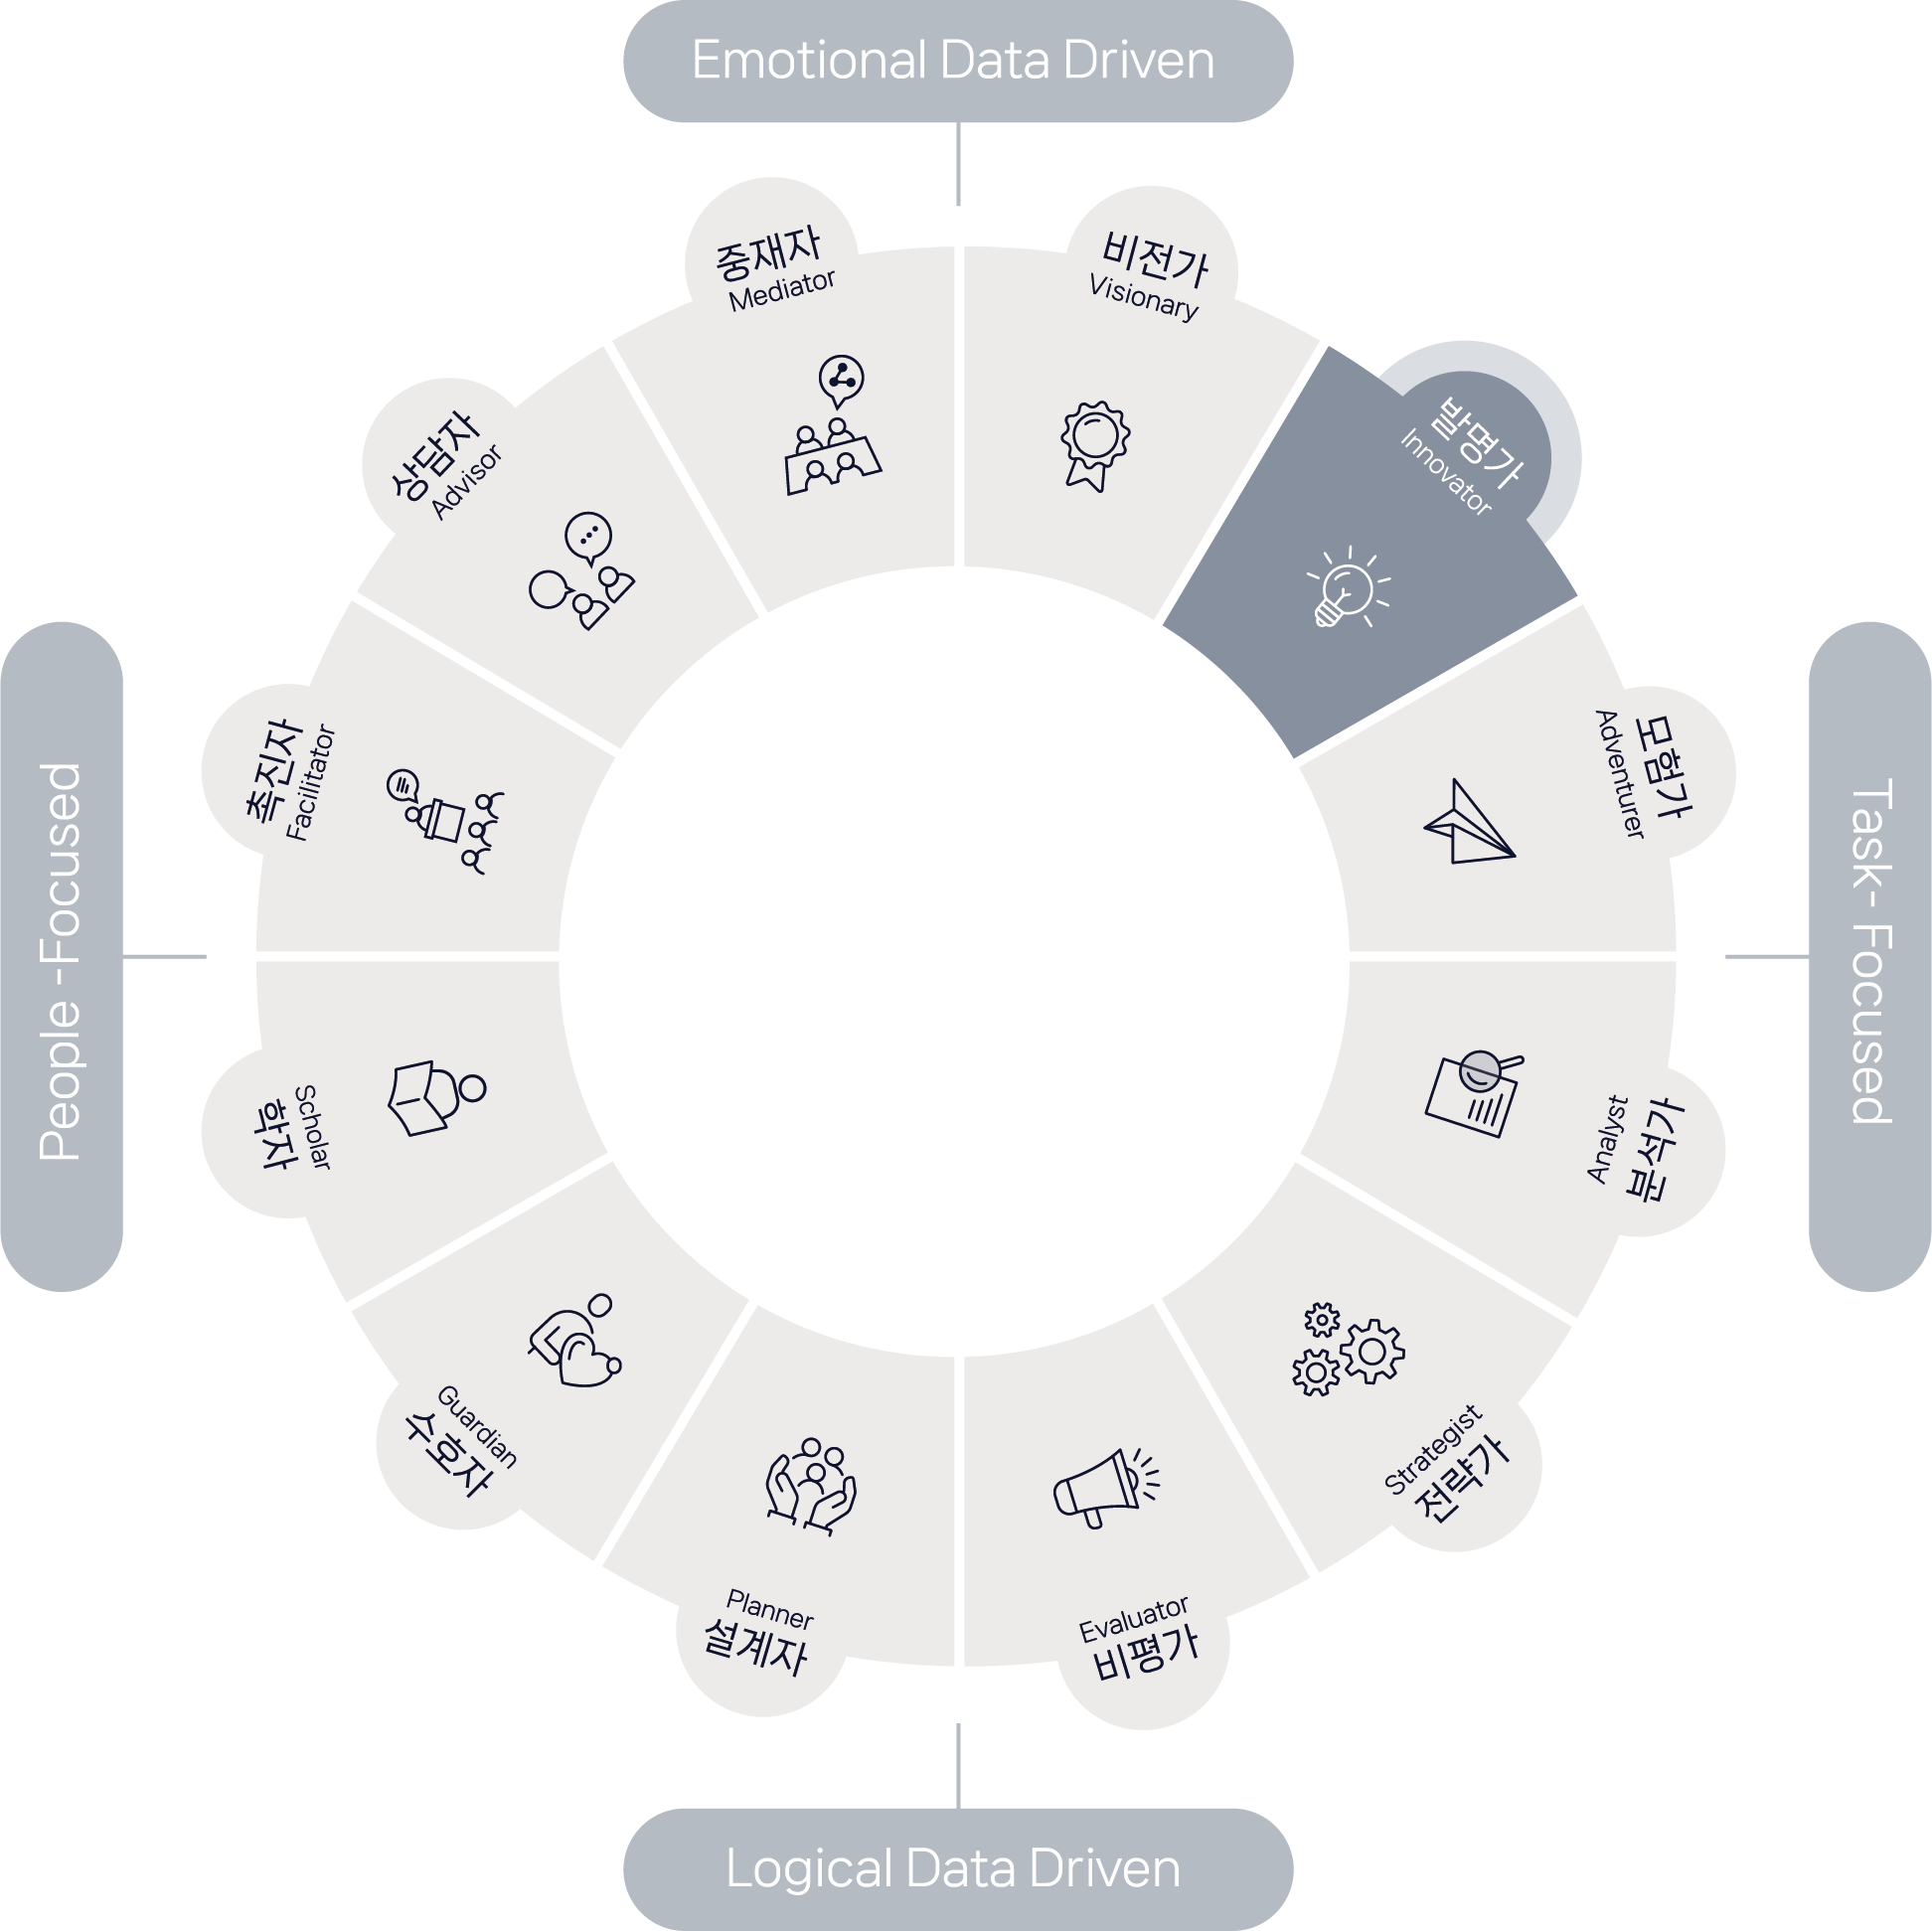 Emotional Data Driven
중재자
Mediator
비전가
Visionary
발명가
Innovator
모험가
Adventurer
분석가
Analyst
전략가
Strategist
Evaluator
비평가
Planner
설계자
Guardian
수호자
Scholar
학자
촉진자
Facilitator
상담자
Advisor
People -Focused
Task- Focused
Logical Data Driven